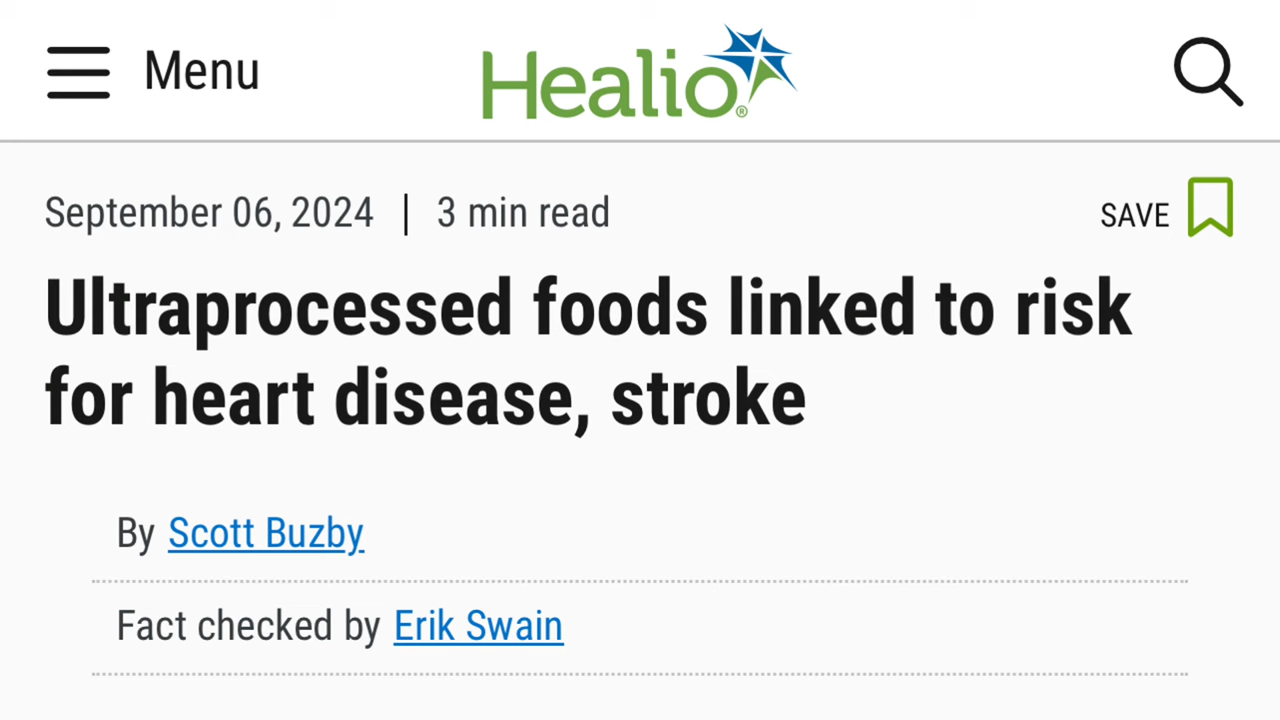 Menu
Healio®
September 06, 2024 | 3 min read
SAVE
Ultraprocessed foods linked to risk
for heart disease, stroke
By Scott Buzby
Fact checked by Erik Swain